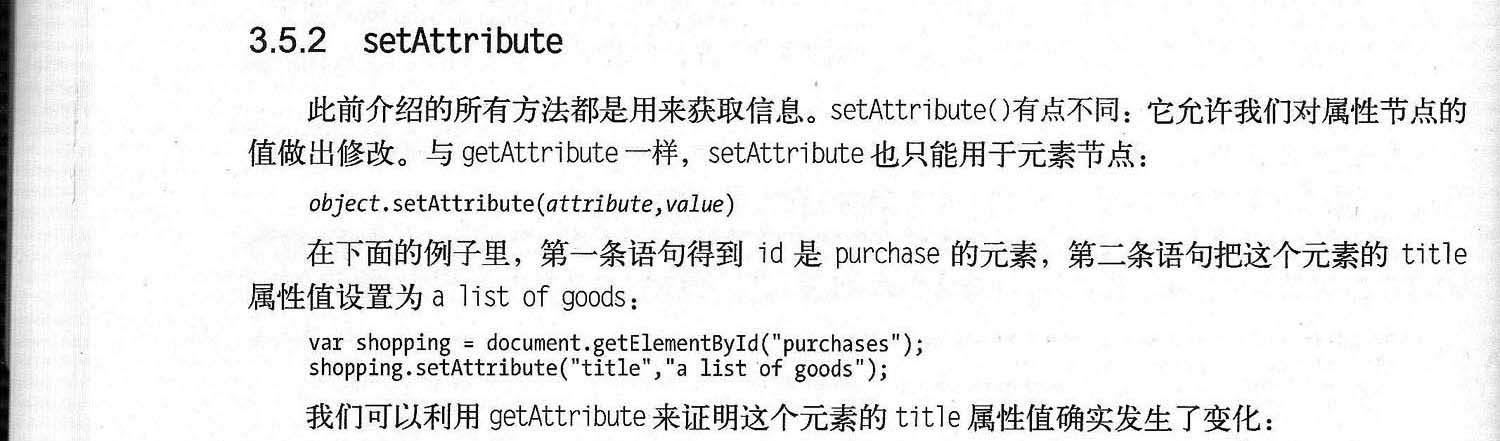 3.5.2 setAttribute
此前介绍的所有方法都是用来获取信息。setAttribute()有点不同：它允许我们对属性节点的
值做出修改。与 getAttribute 一样，setAttribute 也只能用于元素节点：
object.setAttribute(attribute,value)
在下面的例子里，第一条语句得到 id 是 purchase 的元素，第二条语句把这个元素的 title
属性值设置为 a list of goods：
var shopping = document.getElementById("purchases");
shopping.setAttribute("title","a list of goods");
我们可以利用 getAttribute 来证明这个元素的 title 属性值确实发生了变化：